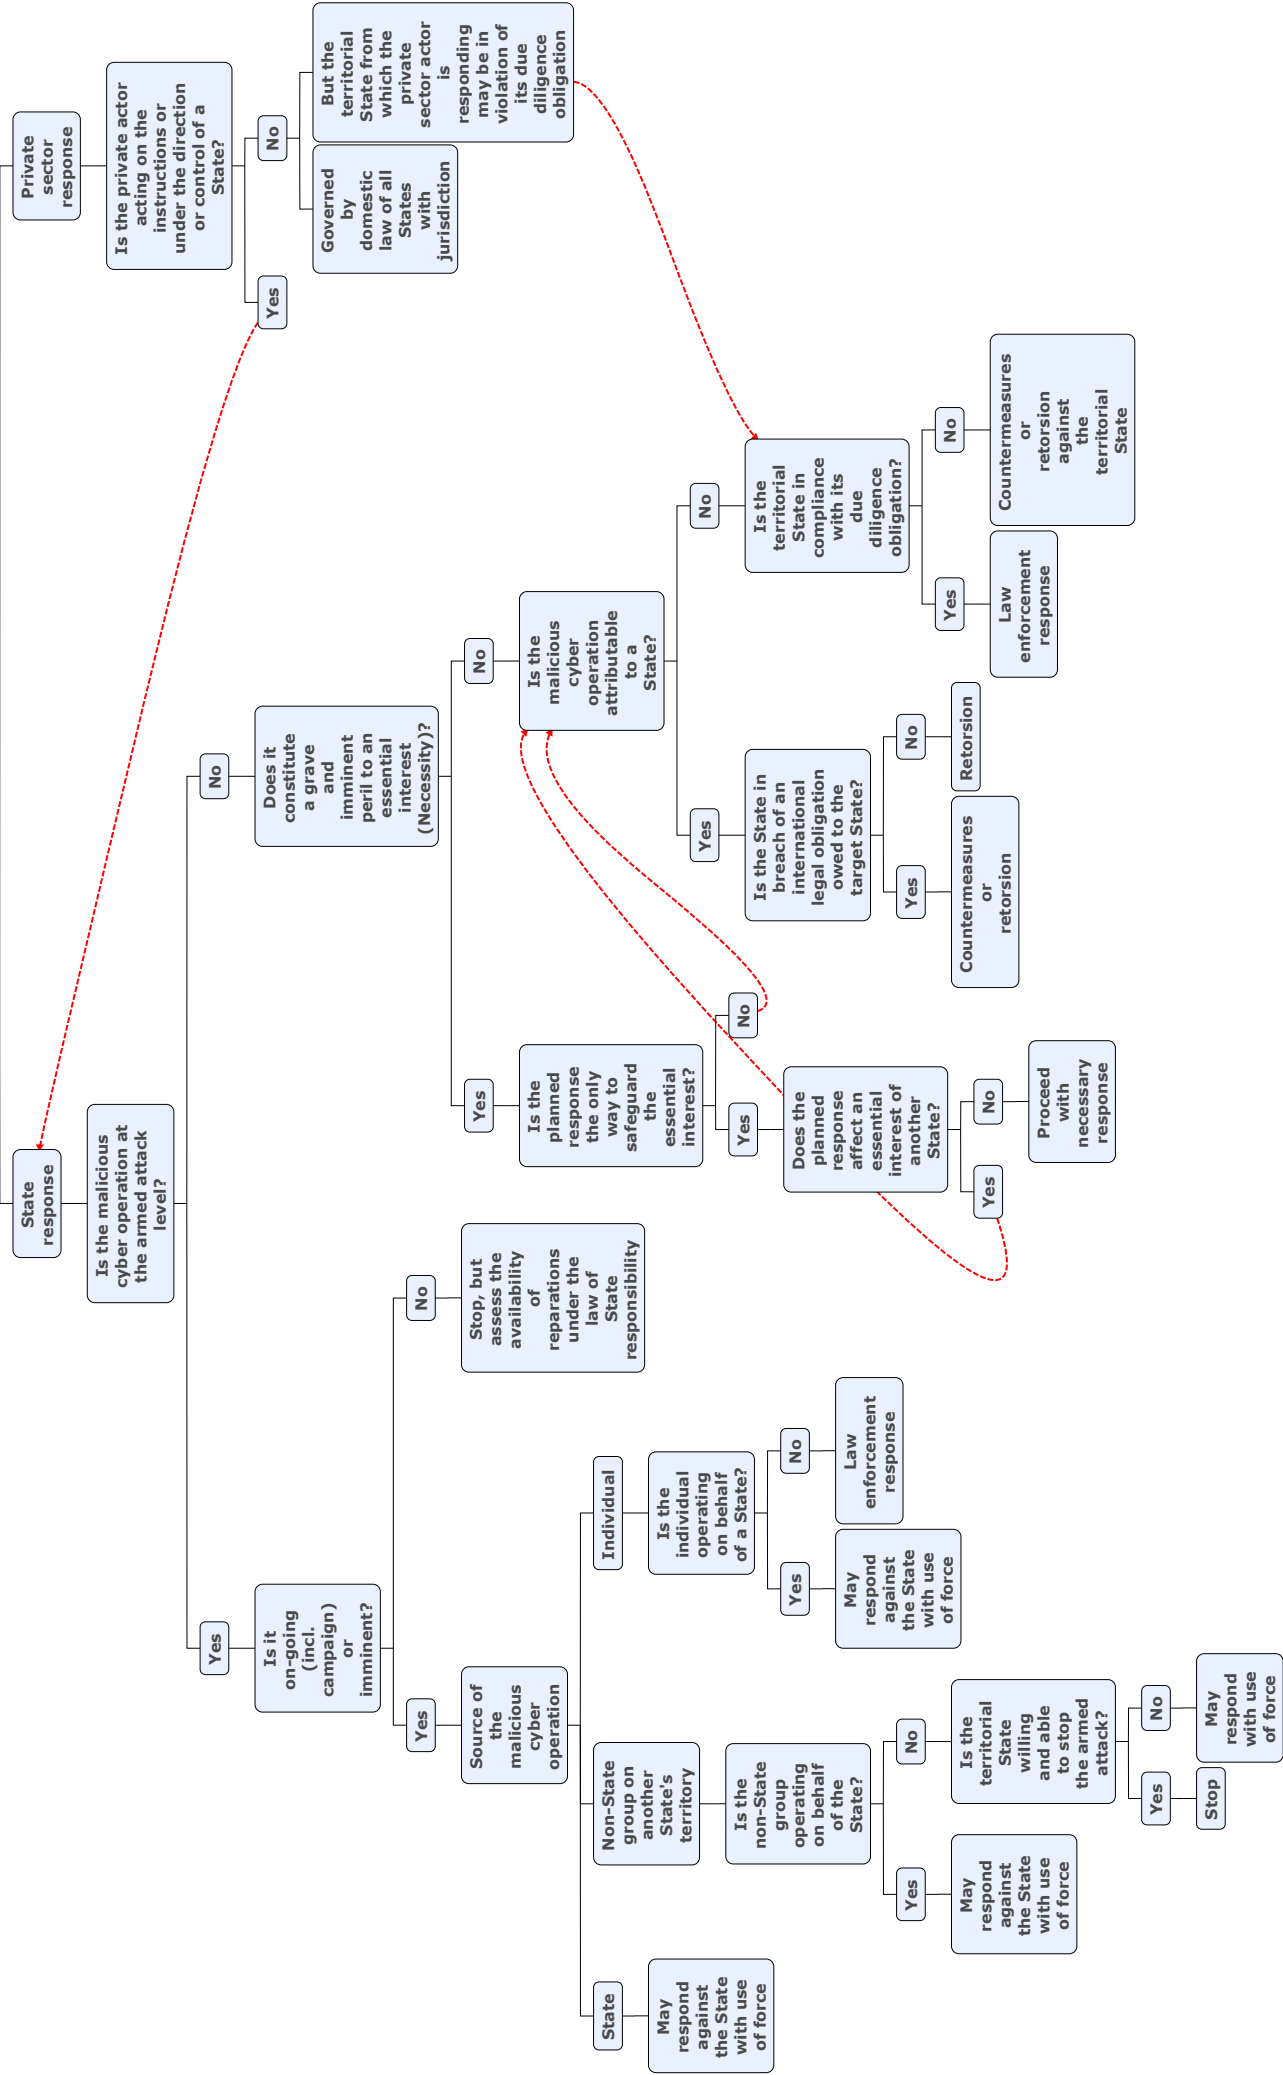 State
response
Private
sector
response
Is the malicious
cyber operation at
the armed attack
level?
Is the private actor
acting on the
instructions or
under the direction
or control of a
State?
Yes
No
Yes
No
Is it
on-going
(incl.
campaign)
or
imminent?
Does it
constitute
a grave
and
imminent
peril to an
essential
interest
(Necessity)?
Governed
by
domestic
law of all
States
with
jurisdiction
But the
territorial
State from
which the
private
sector actor
is
responding
may be in
violation of
its due
diligence
obligation
Yes
No
Yes
No
Source of
the
malicious
cyber
operation
Stop, but
assess the
availability
of
reparations
under the
law of
State
responsibility
Is the
planned
response
the only
way to
safeguard
the
essential
interest?
Is the
malicious
cyber
operation
attributable
to a
State?
State
Non-State
group on
another
State's
territory
Individual
May
respond
against
the State
with use
of force
Is the
individual
operating
on behalf
of a State?
Yes
No
Yes
No
Is the
non-State
group
operating
on behalf
of the
State?
Yes
No
Does the
planned
response
affect an
essential
interest of
another
State?
Is the State in
breach of an
international
legal obligation
owed to the
target State?
Is the
territorial
State in
compliance
with its
due
diligence
obligation?
May
respond
against
the State
with use
of force
Law
enforcement
response
Yes
No
Yes
No
Yes
No
Yes
No
May
respond
against
the State
with use
of force
Is the
territorial
State
willing
and able
to stop
the armed
attack?
Proceed
with
necessary
response
Countermeasures
or
retorsion
Retorsion
Law
enforcement
response
Countermeasures
or
retorsion
against
the
territorial
State
Yes
No
Stop
May
respond
with use
of force